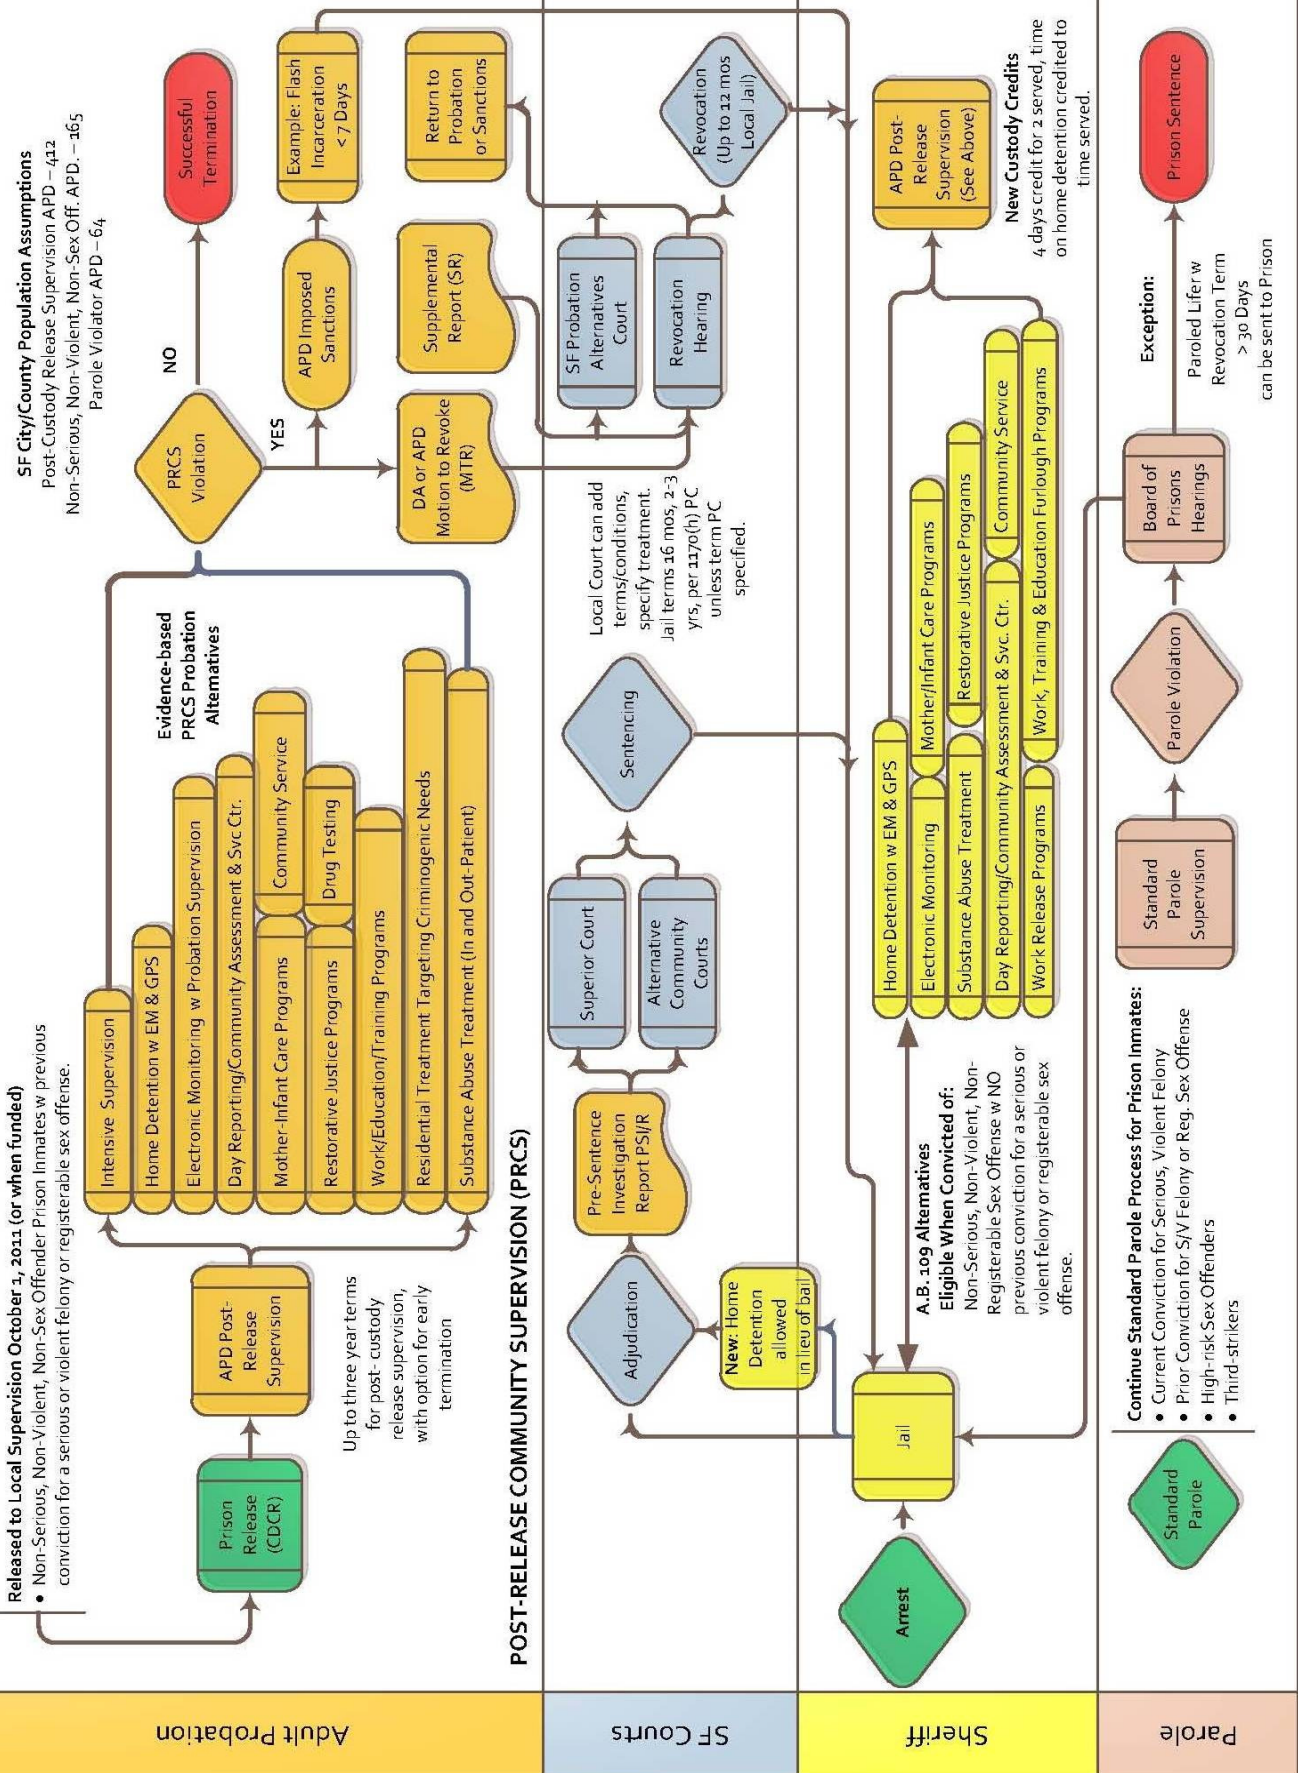 Adult Probation
Released to Local Supervision October 1, 2011 (or when funded)
• Non-Serious, Non-Violent, Non-Sex Offender Prison Inmates w previous
conviction for a serious or violent felony or registerable sex offense.
Prison
Release
(CDCR)
APD Post-
Release
Supervision
Up to three year terms
for post- custody
release supervision,
with option for early
termination
Intensive Supervision
Home Detention w EM & GPS
Electronic Monitoring w Probation Supervision
Day Reporting/Community Assessment & Svc Ctr.
Mother-Infant Care Programs
Community Service
Restorative Justice Programs
Drug Testing
Work/Education/Training Programs
Residential Treatment Targeting Criminogenic Needs
Substance Abuse Treatment (In and Out-Patient)
Evidence-based
PRCS Probation
Alternatives
SF City/County Population Assumptions
Post-Custody Release Supervision APD – 412
Non-Serious, Non-Violent, Non-Sex Off. APD. – 165
Parole Violator APD – 64
PRCS
Violation
NO
Successful
Termination
YES
APD Imposed
Sanctions
Example: Flash
Incarceration
< 7 Days
DA or APD
Motion to Revoke
(MTR)
Supplemental
Report (SR)
Return to
Probation
or Sanctions
POST-RELEASE COMMUNITY SUPERVISION (PRCS)
SF Courts
Adjudication
Pre-Sentence
Investigation
Report PSI/R
Superior Court
Alternative
Community
Courts
Sentencing
Local Court can add
terms/conditions,
specify treatment.
Jail terms 16 mos, 2-3
yrs, per 1170(h) PC
unless term PC
specified.
SF Probation
Alternatives
Court
Revocation
Hearing
Revocation
(Up to 12 mos
Local Jail)
New: Home
Detention
allowed
in lieu of bail
Sheriff
Arrest
Jail
A.B. 109 Alternatives
Eligible When Convicted of:
Non-Serious, Non-Violent, Non-
Registerable Sex Offense w NO
previous conviction for a serious or
violent felony or registerable sex
offense.
Home Detention w EM & GPS
Electronic Monitoring
Mother/Infant Care Programs
Substance Abuse Treatment
Restorative Justice Programs
Day Reporting/Community Assessment & Svc. Ctr.
Community Service
Work Release Programs
Work, Training & Education Furlough Programs
APD Post-
Release
Supervision
(See Above)
New Custody Credits
4 days credit for 2 served, time
on home detention credited to
time served.
Parole
Standard
Parole
Continue Standard Parole Process for Prison Inmates:
• Current Conviction for Serious, Violent Felony
• Prior Conviction for S/V Felony or Reg. Sex Offense
• High-risk Sex Offenders
• Third-strikers
Standard
Parole
Supervision
Parole Violation
Board of
Prisons
Hearings
Exception:
Paroled Lifer w
Revocation Term
> 30 Days
can be sent to Prison
Prison Sentence